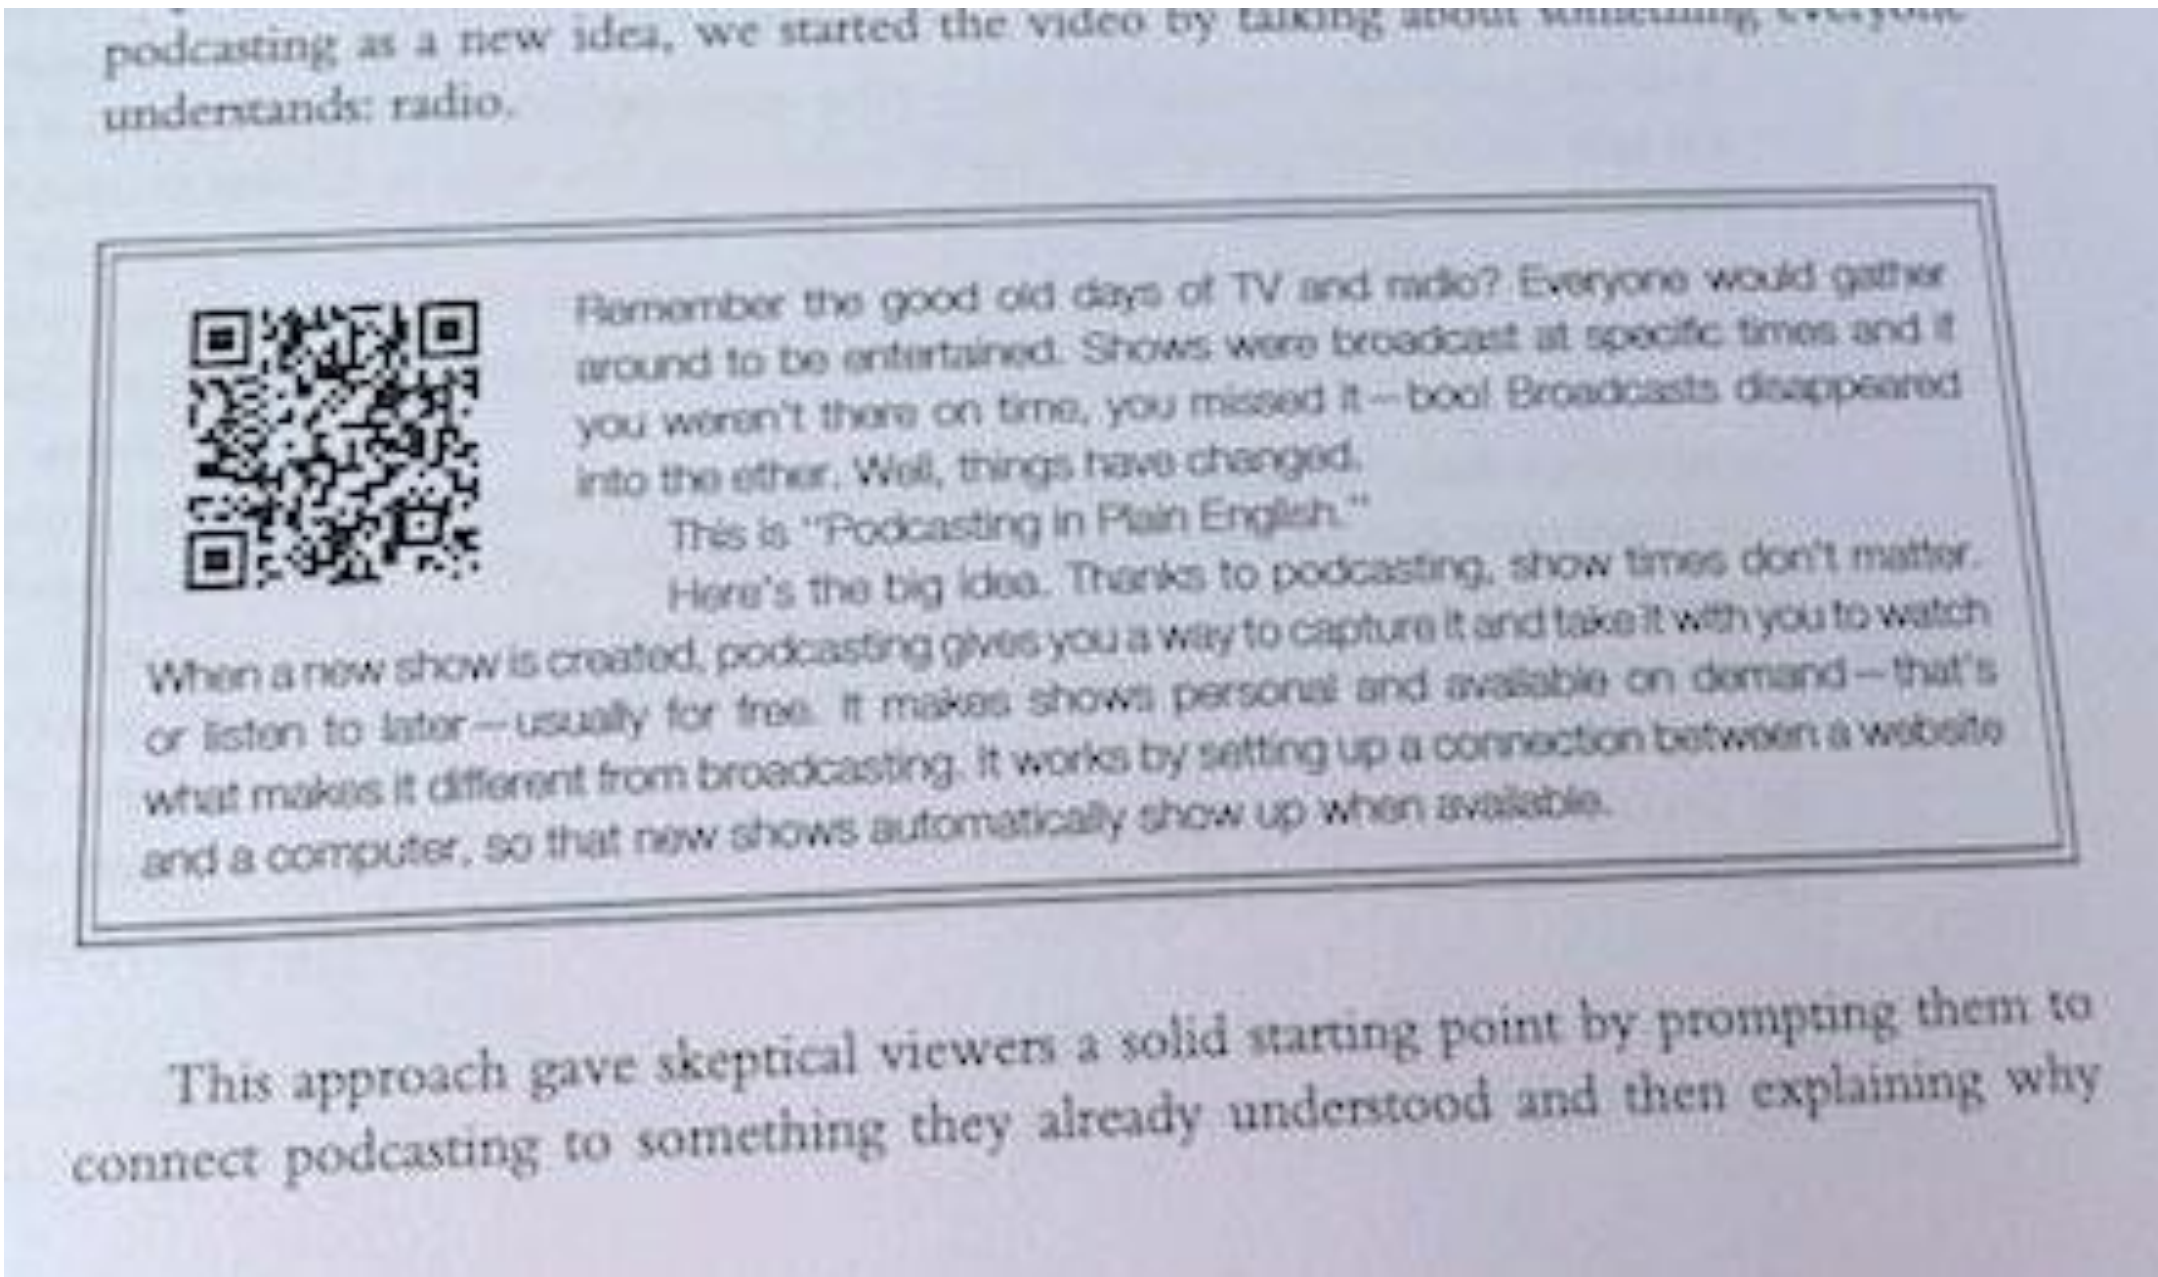 podcasting as a new idea, we started the video by talking about something everyone
understands: radio.
Remember the good old days of TV and radio? Everyone would gather
around to be entertained. Shows were broadcast at specific times and if
you weren't there on time, you missed it—boo! Broadcasts disappeared
into the ether. Well, things have changed.
This is "Podcasting in Plain English."
Here's the big idea. Thanks to podcasting, show times don't matter.
When a new show is created, podcasting gives you a way to capture it and take it with you to watch
or listen to later—usually for free. It makes shows personal and available on demand—that's
what makes it different from broadcasting. It works by setting up a connection between a website
and a computer, so that new shows automatically show up when available.
This approach gave skeptical viewers a solid starting point by prompting them to
connect podcasting to something they already understood and then explaining why